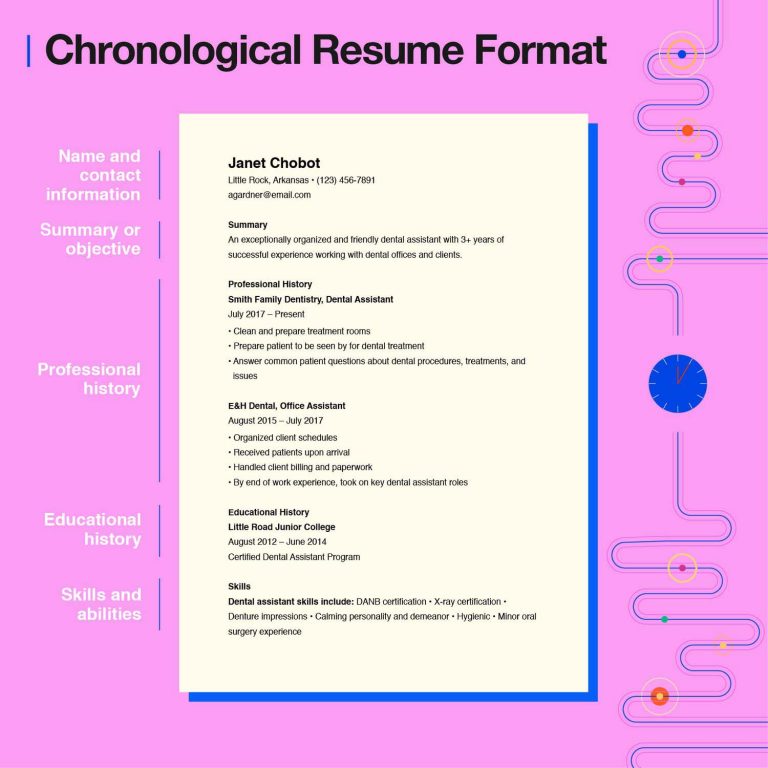 Chronological Resume Format
Name and
contact
information
Summary or
objective
Professional
history
Educational
history
Skills and
abilities
Janet Chobot
Little Rock, Arkansas • (123) 456-7891
agardner@email.com
Summary
An exceptionally organized and friendly dental assistant with 3+ years of
successful experience working with dental offices and clients.
Professional History
Smith Family Dentistry, Dental Assistant
July 2017 – Present
• Clean and prepare treatment rooms
• Prepare patient to be seen by for dental treatment
• Answer common patient questions about dental procedures, treatments, and
issues
E&H Dental, Office Assistant
August 2015 – July 2017
• Organized client schedules
• Received patients upon arrival
• Handled client billing and paperwork
• By end of work experience, took on key dental assistant roles
Educational History
Little Road Junior College
August 2012 – June 2014
Certified Dental Assistant Program
Skills
Dental assistant skills include: DANB certification • X-ray certification •
Denture impressions • Calming personality and demeanor • Hygienic • Minor oral
surgery experience